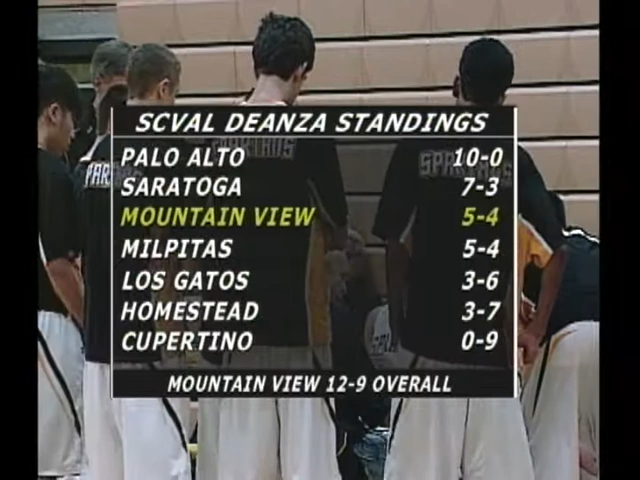 SCVAL DEANZA STANDINGS
PALO ALTO 10-0
SARATOGA 7-3
MOUNTAIN VIEW 5-4
MILPITAS 5-4
LOS GATOS 3-6
HOMESTEAD 3-7
CUPERTINO 0-9
MOUNTAIN VIEW 12-9 OVERALL